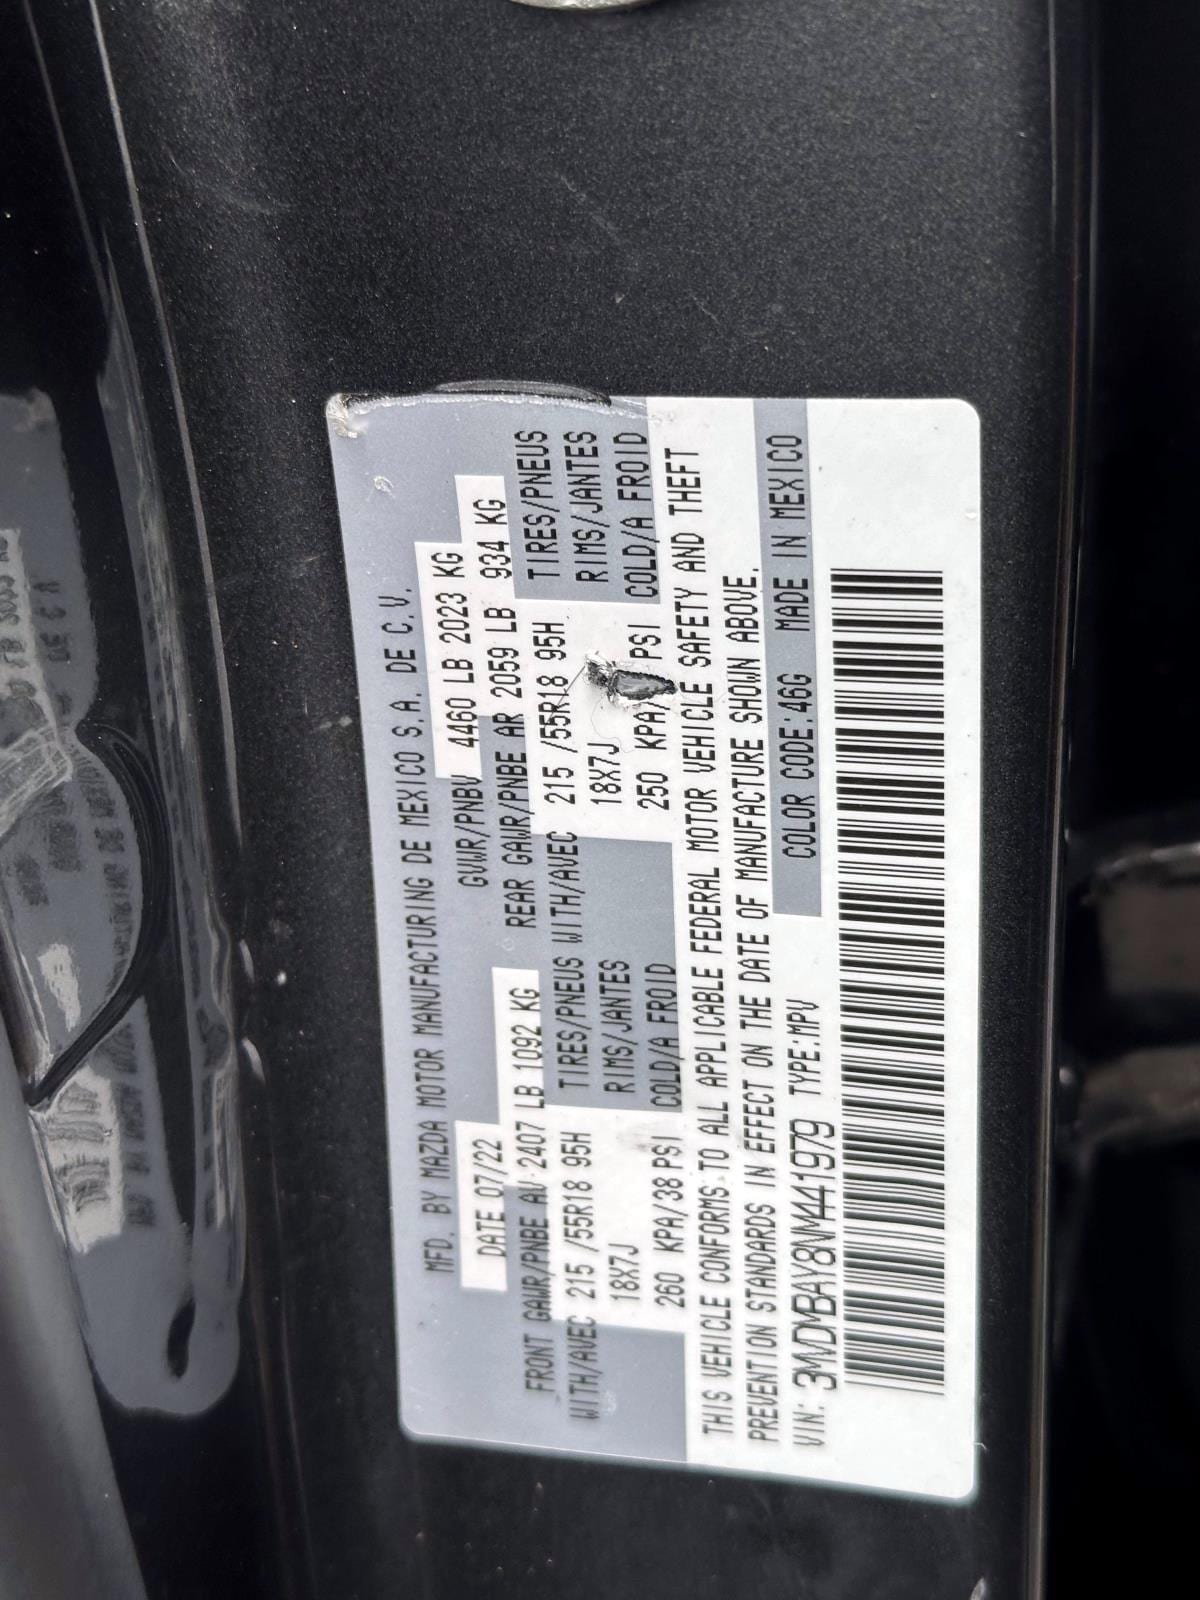 MFD. BY MAZDA MOTOR MANUFACTURING DE MEXICO S.A. DE C.V.
DATE 07/22 GVWR/PNBV 4460 LB 2023 KG
FRONT GAWR/PNBE AV 2407 LB 1092 KG REAR GAWR/PNBE AR 2059 LB 934 KG
WITH/AVEC 215 /55R18 95H TIRES/PNEUS WITH/AVEC 215 /55R18 95H TIRES/PNEUS
18X7J RIMS/JANTES 18X7J RIMS/JANTES
260 KPA/38 PSI COLD/A FROID 250 KPA/ PSI COLD/A FROID
THIS VEHICLE CONFORMS TO ALL APPLICABLE FEDERAL MOTOR VEHICLE SAFETY AND THEFT
PREVENTION STANDARDS IN EFFECT ON THE DATE OF MANUFACTURE SHOWN ABOVE.
VIN: 3MVDMBAY8NM441979 TYPE:MPV COLOR CODE:46G MADE IN MEXICO